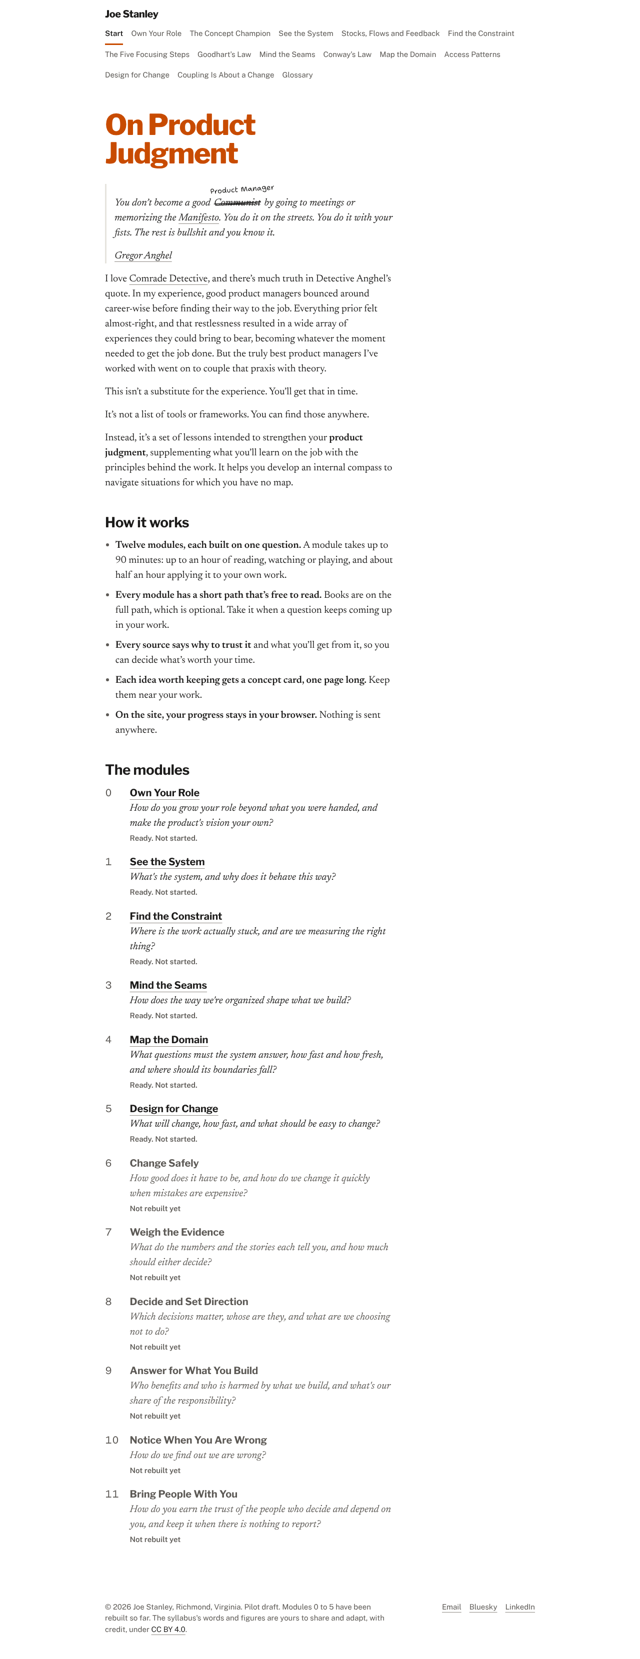 Joe Stanley
Start Own Your Role The Concept Champion See the System Stocks, Flows and Feedback Find the Constraint
The Five Focusing Steps Goodhart's Law Mind the Seams Conway's Law Map the Domain Access Patterns
Design for Change Coupling Is About a Change Glossary
On Product
Judgment
Product Manager
You don't become a good Communist by going to meetings or
memorizing the Manifesto. You do it on the streets. You do it with your
fists. The rest is bullshit and you know it.
Gregor Anghel
I love Comrade Detective, and there's much truth in Detective Anghel's
quote. In my experience, good product managers bounced around
career-wise before finding their way to the job. Everything prior felt
almost-right, and that restlessness resulted in a wide array of
experiences they could bring to bear, becoming whatever the moment
needed to get the job done. But the truly best product managers I've
worked with went on to couple that praxis with theory.
This isn't a substitute for the experience. You'll get that in time.
It's not a list of tools or frameworks. You can find those anywhere.
Instead, it's a set of lessons intended to strengthen your product
judgment, supplementing what you'll learn on the job with the
principles behind the work. It helps you develop an internal compass to
navigate situations for which you have no map.
How it works
• Twelve modules, each built on one question. A module takes up to
90 minutes: up to an hour of reading, watching or playing, and about
half an hour applying it to your own work.
• Every module has a short path that's free to read. Books are on the
full path, which is optional. Take it when a question keeps coming up
in your work.
• Every source says why to trust it and what you'll get from it, so you
can decide what's worth your time.
• Each idea worth keeping gets a concept card, one page long. Keep
them near your work.
• On the site, your progress stays in your browser. Nothing is sent
anywhere.
The modules
0 Own Your Role
How do you grow your role beyond what you were handed, and
make the product's vision your own?
Ready. Not started.
1 See the System
What's the system, and why does it behave this way?
Ready. Not started.
2 Find the Constraint
Where is the work actually stuck, and are we measuring the right
thing?
Ready. Not started.
3 Mind the Seams
How does the way we're organized shape what we build?
Ready. Not started.
4 Map the Domain
What questions must the system answer, how fast and how fresh,
and where should its boundaries fall?
Ready. Not started.
5 Design for Change
What will change, how fast, and what should be easy to change?
Ready. Not started.
6 Change Safely
How good does it have to be, and how do we change it quickly
when mistakes are expensive?
Not rebuilt yet
7 Weigh the Evidence
What do the numbers and the stories each tell you, and how much
should either decide?
Not rebuilt yet
8 Decide and Set Direction
Which decisions matter, whose are they, and what are we choosing
not to do?
Not rebuilt yet
9 Answer for What You Build
Who benefits and who is harmed by what we build, and what's our
share of the responsibility?
Not rebuilt yet
10 Notice When You Are Wrong
How do we find out we are wrong?
Not rebuilt yet
11 Bring People With You
How do you earn the trust of the people who decide and depend on
you, and keep it when there is nothing to report?
Not rebuilt yet
© 2026 Joe Stanley, Richmond, Virginia. Pilot draft. Modules 0 to 5 have been
rebuilt so far. The syllabus's words and figures are yours to share and adapt, with
credit, under CC BY 4.0.
Email Bluesky LinkedIn